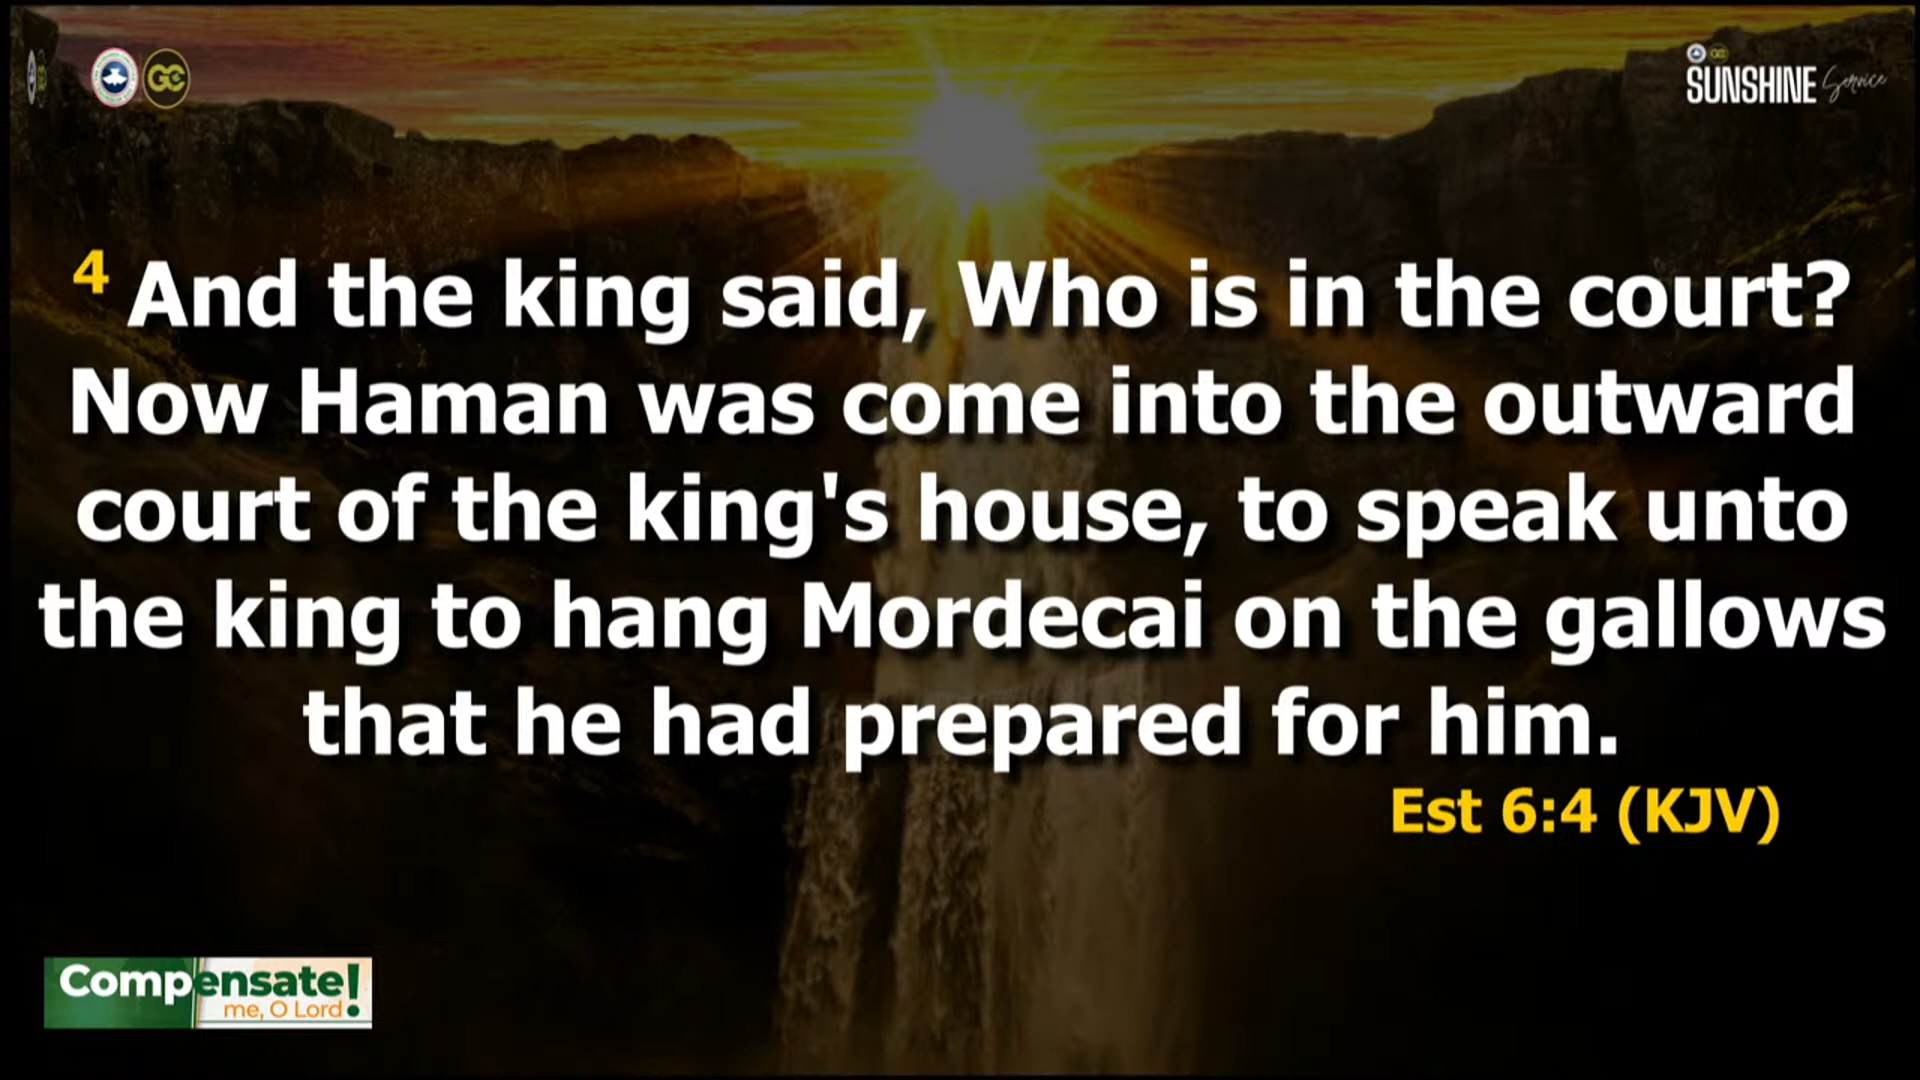 GC
SUNSHINE Service
4 And the king said, Who is in the court?
Now Haman was come into the outward
court of the king's house, to speak unto
the king to hang Mordecai on the gallows
that he had prepared for him.
Est 6:4 (KJV)
Compensate!
me, O Lord